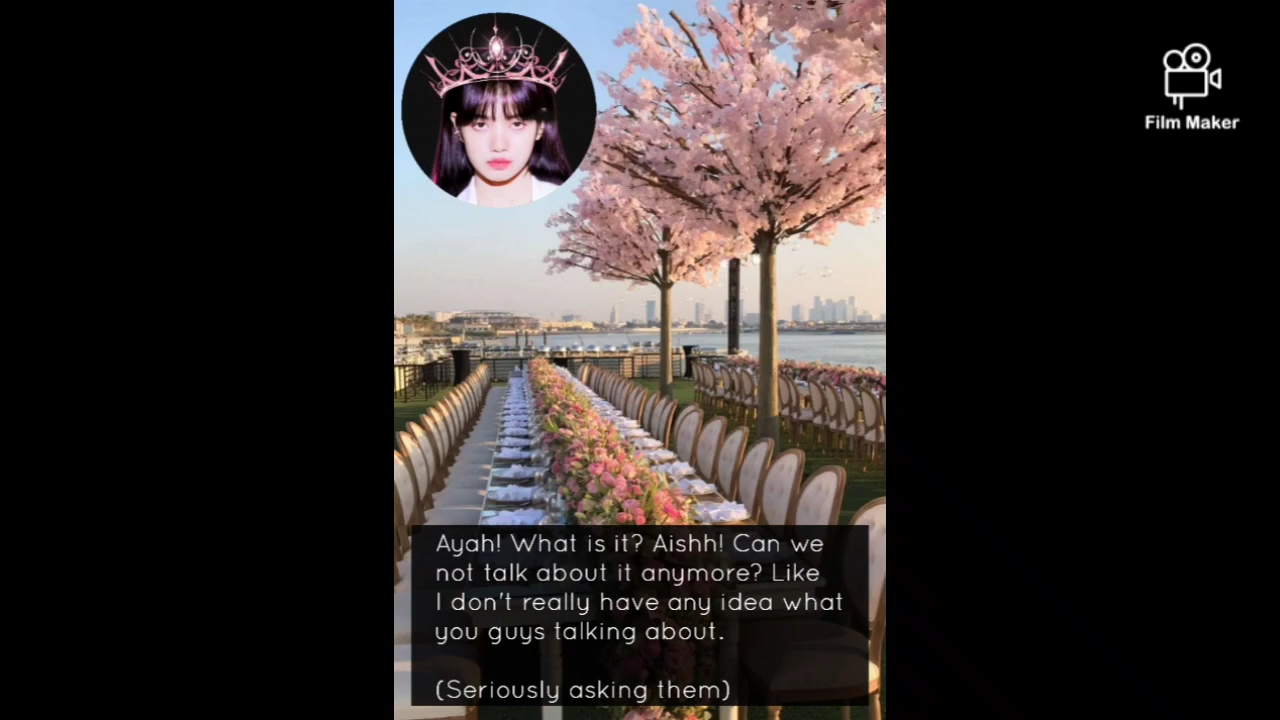 Film Maker
Ayah! What is it? Aishh! Can we
not talk about it anymore? Like
I don't really have any idea what
you guys talking about.
(Seriously asking them)